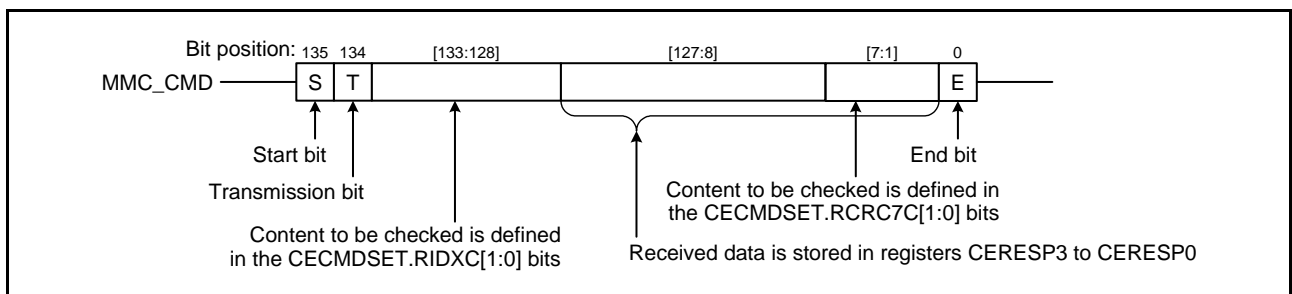 Bit position: 135 134 [133:128] [127:8] [7:1] 0
MMC_CMD S T E
Start bit
End bit
Transmission bit
Content to be checked is defined in
the CECMDSET.RCRC7C[1:0] bits
Content to be checked is defined
in the CECMDSET.RIDXC[1:0] bits
Received data is stored in registers CERESP3 to CERESP0